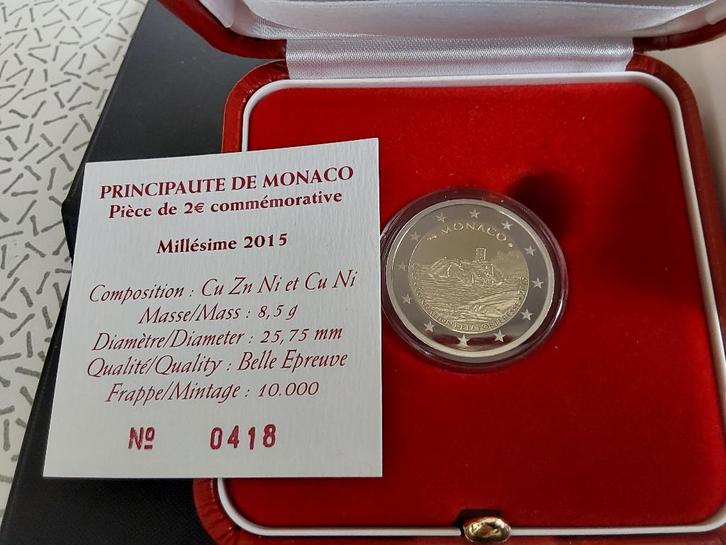 PRINCIPAUTE DE MONACO
Pièce de 2€ commémorative
Millésime 2015
Composition : Cu Zn Ni et Cu Ni
Masse/Mass : 8,5 g
Diamètre/Diameter : 25,75 mm
Qualité/Quality : Belle Epreuve
Frappe/Mintage : 10.000
Nº 0418
MONACO